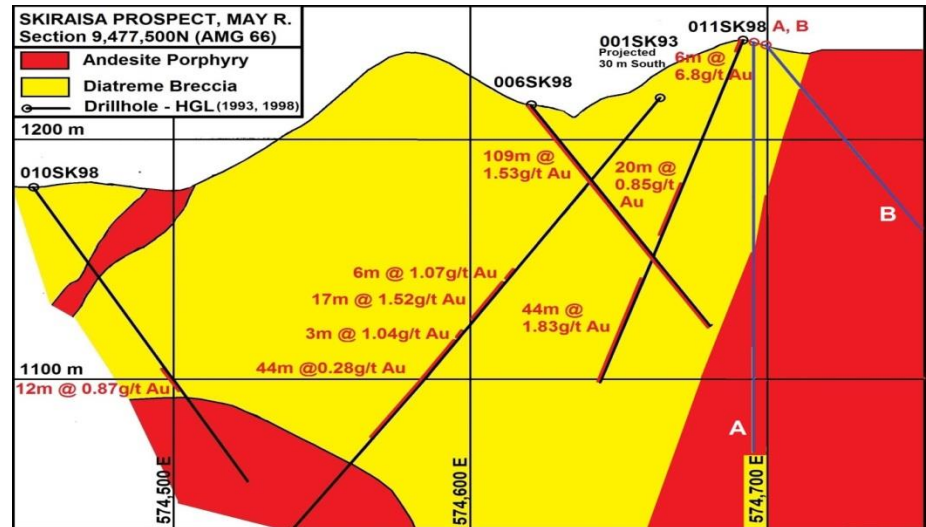 SKIRAISA PROSPECT, MAY R.
Section 9,477,500N (AMG 66)
Andesite Porphyry
Diatreme Breccia
Drillhole - HGL (1993, 1998)
011SK98
A, B
001SK93
Projected
30 m South
6m @
6.8g/t Au
006SK98
1200 m
109m @
1.53g/t Au
20m @
0.85g/t
Au
010SK98
B
6m @ 1.07g/t Au
17m @ 1.52g/t Au
3m @ 1.04g/t Au
44m @0.28g/t Au
44m @
1.83g/t Au
1100 m
12m @ 0.87g/t Au
A
574,500 E
574,600 E
574,700 E